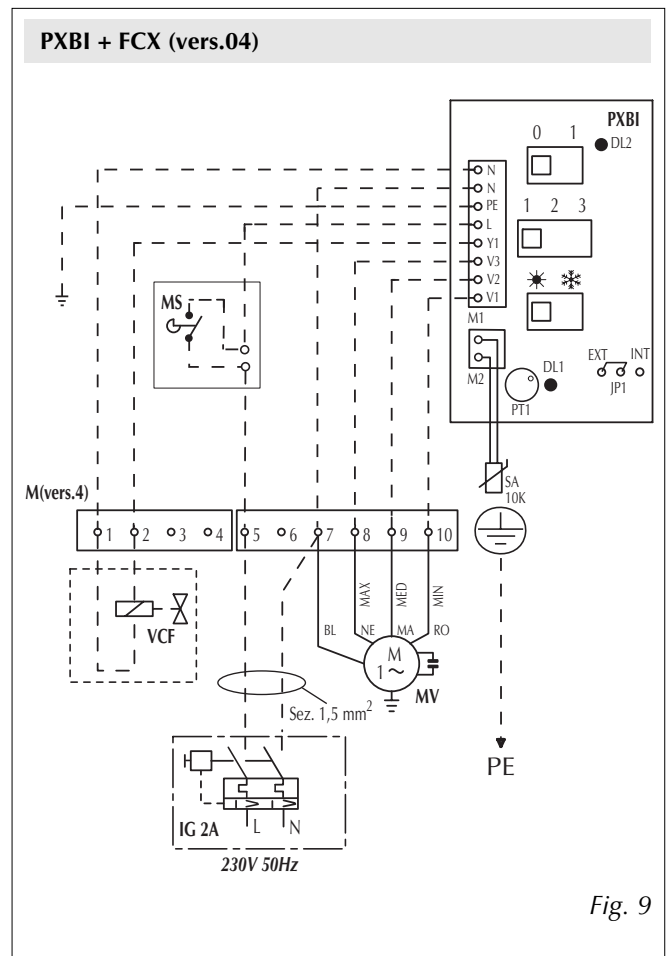 PXBI + FCX (vers.04)
PXBI
0 1
DL2
N
N
PE
L
Y1
V3
V2
V1
1 2 3
M1
M2
PT1
DL1
EXT INT
JP1
MS
SA
10K
M(vers.4)
1 2 3 4 5 6 7 8 9 10
VCF
MAX
MED
MIN
BL NE MA RO
M
1 ~
MV
Sez. 1,5 mm²
PE
IG 2A
L N
230V 50Hz
Fig. 9